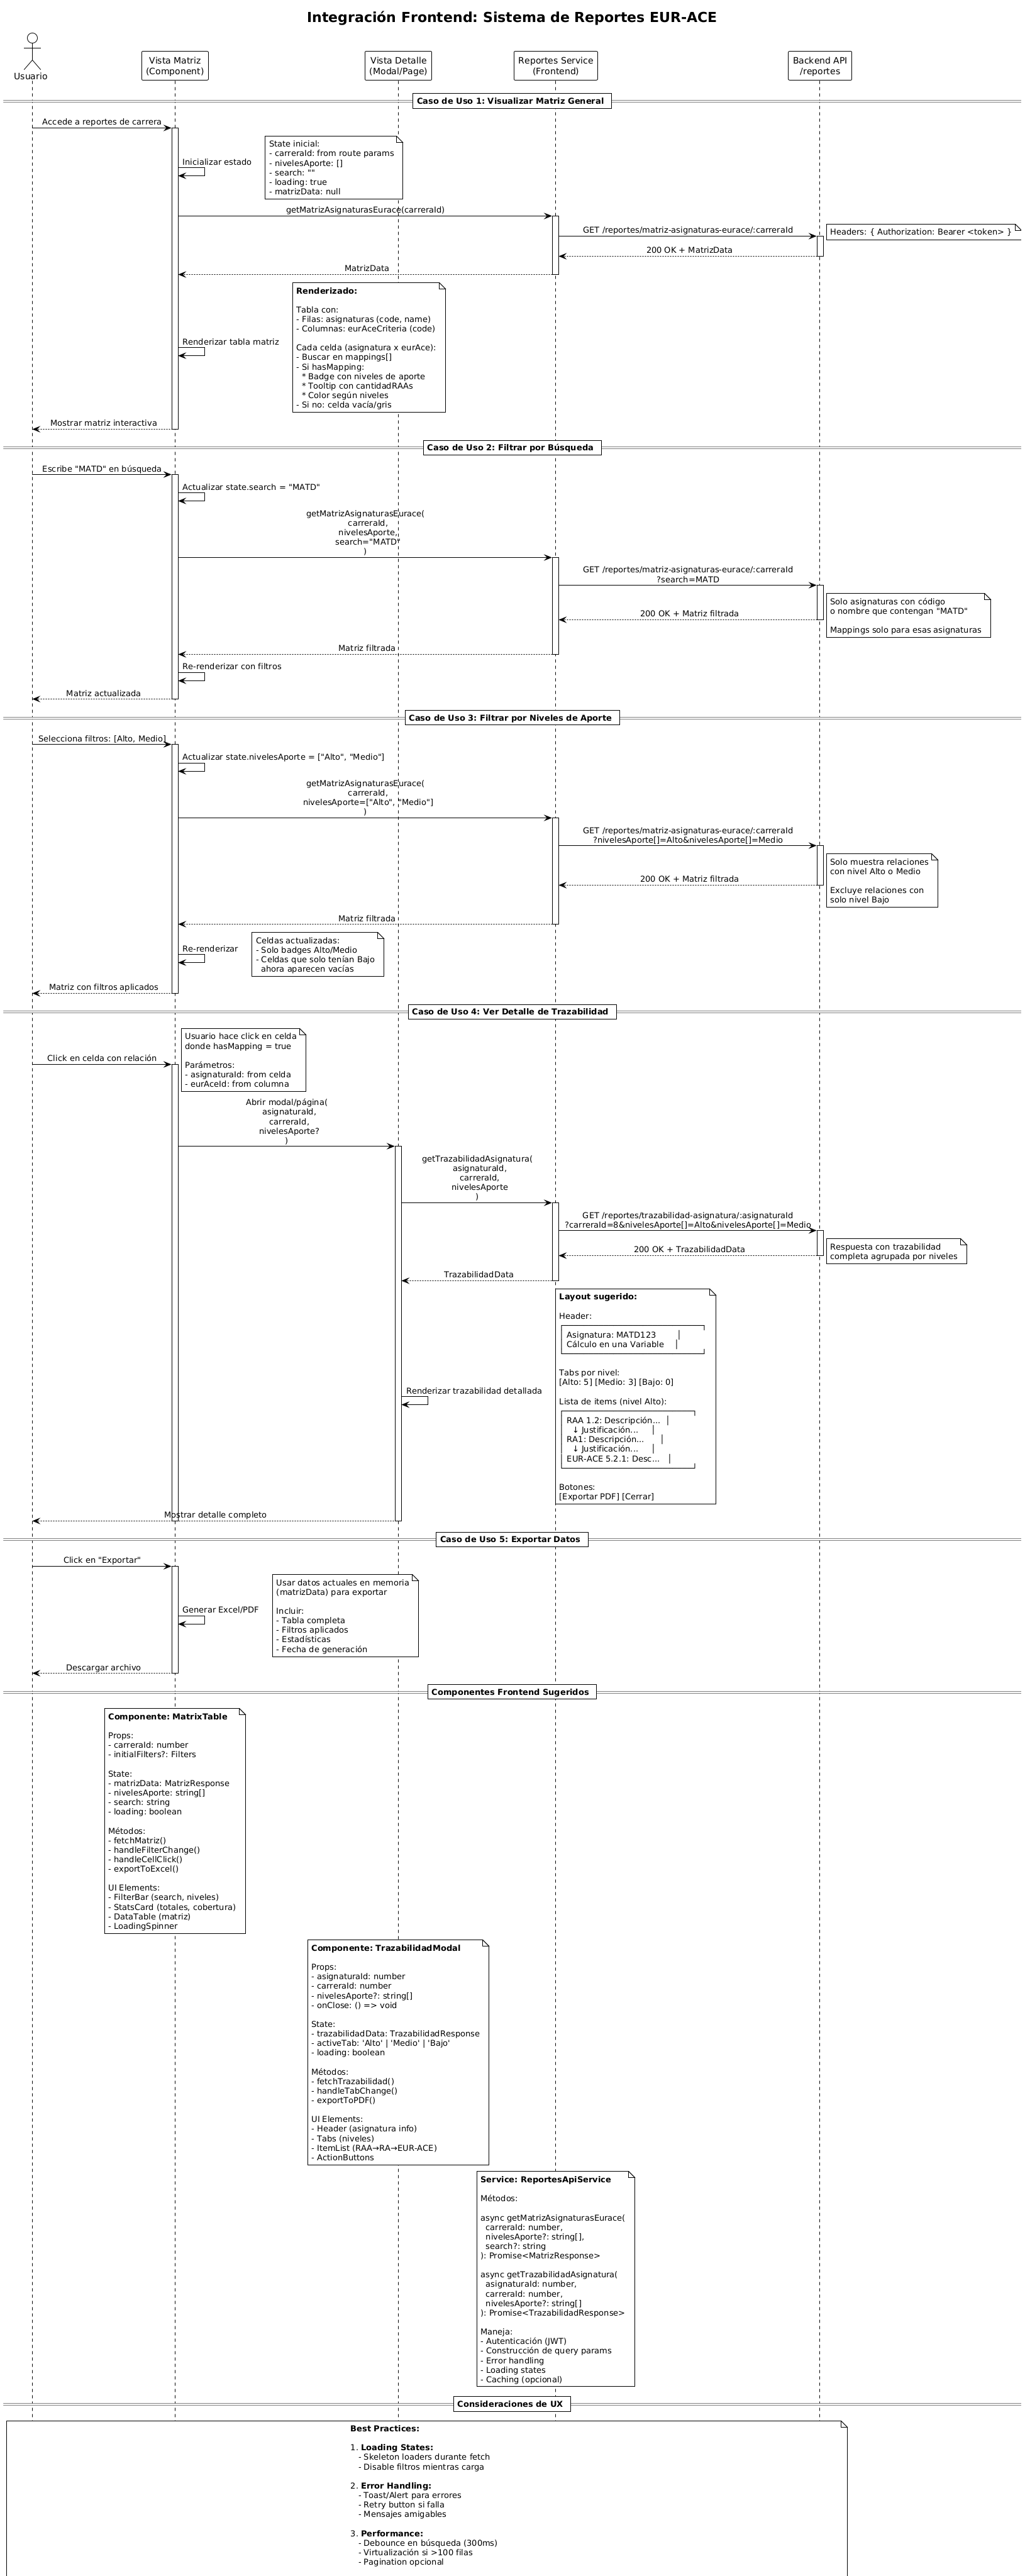 Integración Frontend: Sistema de Reportes EUR-ACE
Usuario
Vista Matriz
(Component)
Vista Detalle
(Modal/Page)
Reportes Service
(Frontend)
Backend API
/reportes
Caso de Uso 1: Visualizar Matriz General
Accede a reportes de carrera
Inicializar estado
State inicial:
- carreraId: from route params
- nivelesAporte: []
- search: ""
- loading: true
- matrizData: null
getMatrizAsignaturasEurace(carreraId)
GET /reportes/matriz-asignaturas-eurace/:carreraId
Headers: { Authorization: Bearer <token> }
200 OK + MatrizData
MatrizData
Renderizar tabla matriz
Renderizado:
Tabla con:
- Filas: asignaturas (code, name)
- Columnas: eurAceCriteria (code)
Cada celda (asignatura x eurAce):
- Buscar en mappings[]
- Si hasMapping:
* Badge con niveles de aporte
* Tooltip con cantidadRAAs
* Color según niveles
- Si no: celda vacía/gris
Mostrar matriz interactiva
Caso de Uso 2: Filtrar por Búsqueda
Escribe "MATD" en búsqueda
Actualizar state.search = "MATD"
getMatrizAsignaturasEurace(
carreraId,
nivelesAporte,
search="MATD"
)
GET /reportes/matriz-asignaturas-eurace/:carreraId
?search=MATD
Solo asignaturas con código
o nombre que contengan "MATD"
Mappings solo para esas asignaturas
200 OK + Matriz filtrada
Matriz filtrada
Re-renderizar con filtros
Matriz actualizada
Caso de Uso 3: Filtrar por Niveles de Aporte
Selecciona filtros: [Alto, Medio]
Actualizar state.nivelesAporte = ["Alto", "Medio"]
getMatrizAsignaturasEurace(
carreraId,
nivelesAporte=["Alto", "Medio"]
)
GET /reportes/matriz-asignaturas-eurace/:carreraId
?nivelesAporte[]=Alto&nivelesAporte[]=Medio
Solo muestra relaciones
con nivel Alto o Medio
Excluye relaciones con
solo nivel Bajo
200 OK + Matriz filtrada
Matriz filtrada
Re-renderizar
Celdas actualizadas:
- Solo badges Alto/Medio
- Celdas que solo tenían Bajo
ahora aparecen vacías
Matriz con filtros aplicados
Caso de Uso 4: Ver Detalle de Trazabilidad
Click en celda con relación
Usuario hace click en celda
donde hasMapping = true
Parámetros:
- asignaturaId: from celda
- eurAceId: from columna
Abrir modal/página(
asignaturaId,
carreraId,
nivelesAporte?
)
getTrazabilidadAsignatura(
asignaturaId,
carreraId,
nivelesAporte
)
GET /reportes/trazabilidad-asignatura/:asignaturaId
?carreraId=8&nivelesAporte[]=Alto&nivelesAporte[]=Medio
Respuesta con trazabilidad
completa agrupada por niveles
200 OK + TrazabilidadData
TrazabilidadData
Renderizar trazabilidad detallada
Layout sugerido:
Header:
Asignatura: MATD123
Cálculo en una Variable
Tabs por nivel:
[Alto: 5] [Medio: 3] [Bajo: 0]
Lista de items (nivel Alto):
RAA 1.2: Descripción...
↓ Justificación...
RA1: Descripción...
↓ Justificación...
EUR-ACE 5.2.1: Desc...
Botones:
[Exportar PDF] [Cerrar]
Mostrar detalle completo
Caso de Uso 5: Exportar Datos
Click en "Exportar"
Generar Excel/PDF
Usar datos actuales en memoria
(matrizData) para exportar
Incluir:
- Tabla completa
- Filtros aplicados
- Estadísticas
- Fecha de generación
Descargar archivo
Componentes Frontend Sugeridos
Componente: MatrixTable
Props:
- carreraId: number
- initialFilters?: Filters
State:
- matrizData: MatrizResponse
- nivelesAporte: string[]
- search: string
- loading: boolean
Métodos:
- fetchMatriz()
- handleFilterChange()
- handleCellClick()
- exportToExcel()
UI Elements:
- FilterBar (search, niveles)
- StatsCard (totales, cobertura)
- DataTable (matriz)
- LoadingSpinner
Componente: TrazabilidadModal
Props:
- asignaturaId: number
- carreraId: number
- nivelesAporte?: string[]
- onClose: () => void
State:
- trazabilidadData: TrazabilidadResponse
- activeTab: 'Alto' | 'Medio' | 'Bajo'
- loading: boolean
Métodos:
- fetchTrazabilidad()
- handleTabChange()
- exportToPDF()
UI Elements:
- Header (asignatura info)
- Tabs (niveles)
- ItemList (RAA→RA→EUR-ACE)
- ActionButtons
Service: ReportesApiService
Métodos:
async getMatrizAsignaturasEurace(
carreraId: number,
nivelesAporte?: string[],
search?: string
): Promise<MatrizResponse>
async getTrazabilidadAsignatura(
asignaturaId: number,
carreraId: number,
nivelesAporte?: string[]
): Promise<TrazabilidadResponse>
Maneja:
- Autenticación (JWT)
- Construcción de query params
- Error handling
- Loading states
- Caching (opcional)
Consideraciones de UX
Best Practices:
1. Loading States:
- Skeleton loaders durante fetch
- Disable filtros mientras carga
2. Error Handling:
- Toast/Alert para errores
- Retry button si falla
- Mensajes amigables
3. Performance:
- Debounce en búsqueda (300ms)
- Virtualización si >100 filas
- Pagination opcional